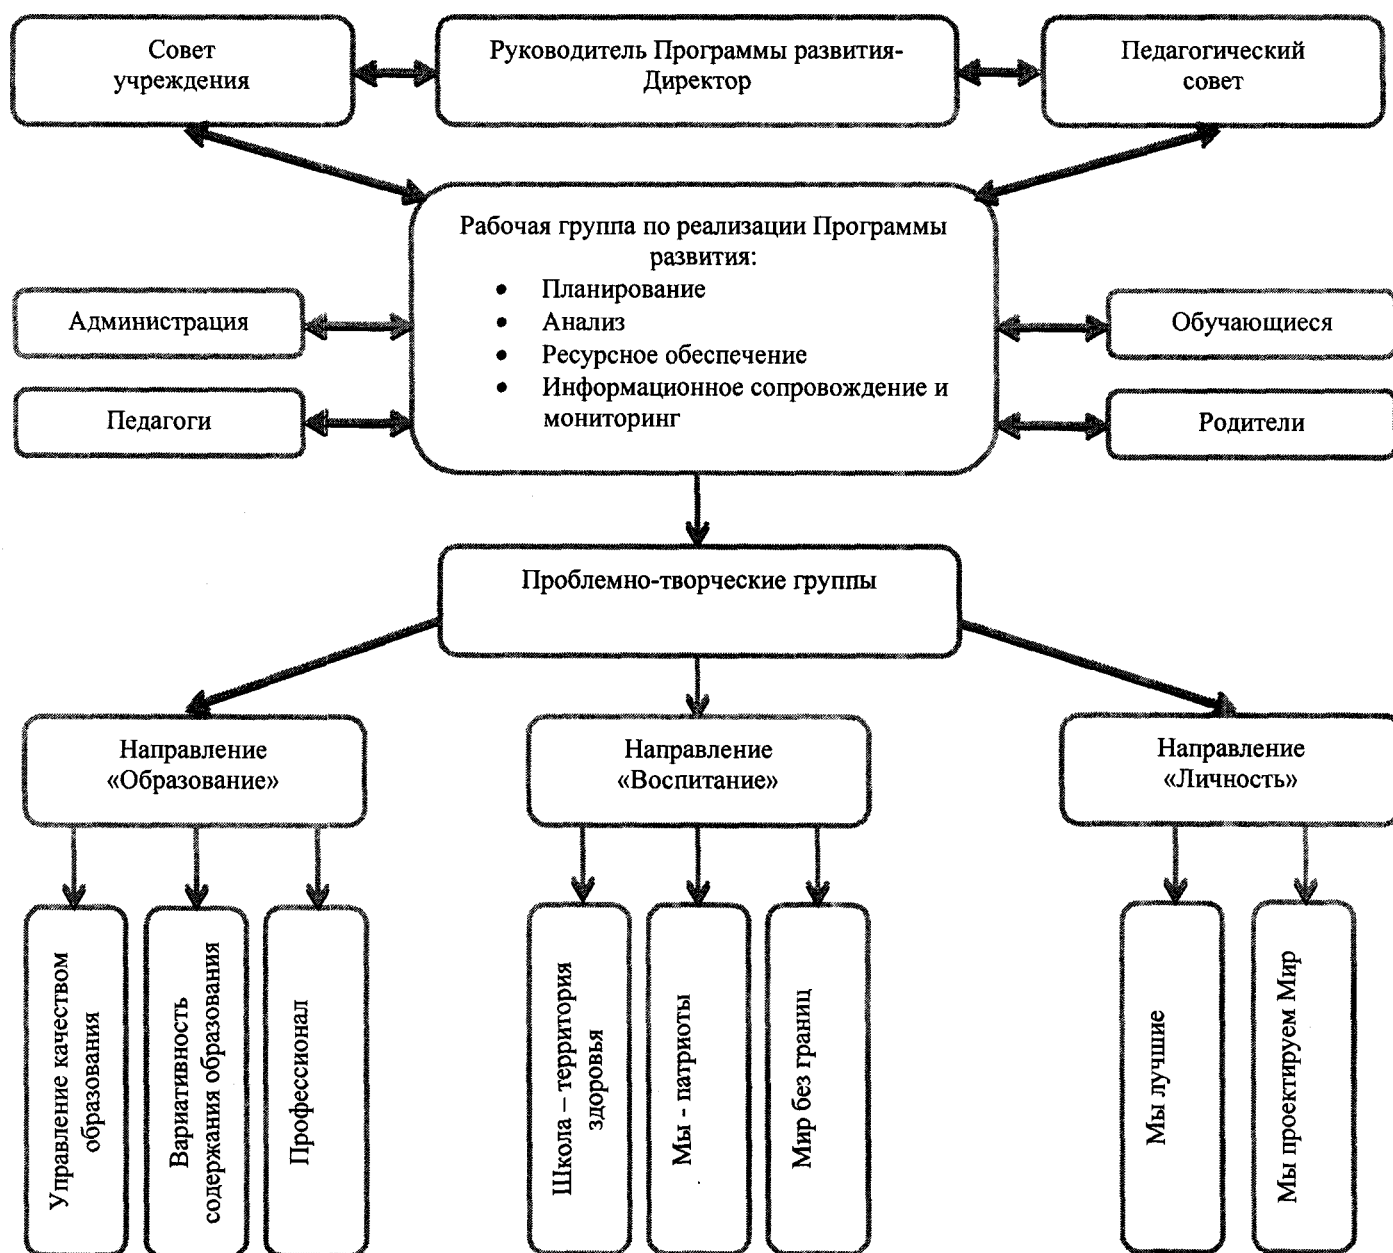 Совет
учреждения
Руководитель Программы развития-
Директор
Педагогический
совет
Рабочая группа по реализации Программы
развития:
• Планирование
• Анализ
• Ресурсное обеспечение
• Информационное сопровождение и
мониторинг
Администрация
Педагоги
Обучающиеся
Родители
Проблемно-творческие группы
Направление
«Образование»
Направление
«Воспитание»
Направление
«Личность»
Управление качеством
образования
Вариативность
содержания образования
Профессионал
Школа – территория
здоровья
Мы - патриоты
Мир без границ
Мы лучшие
Мы проектируем Мир